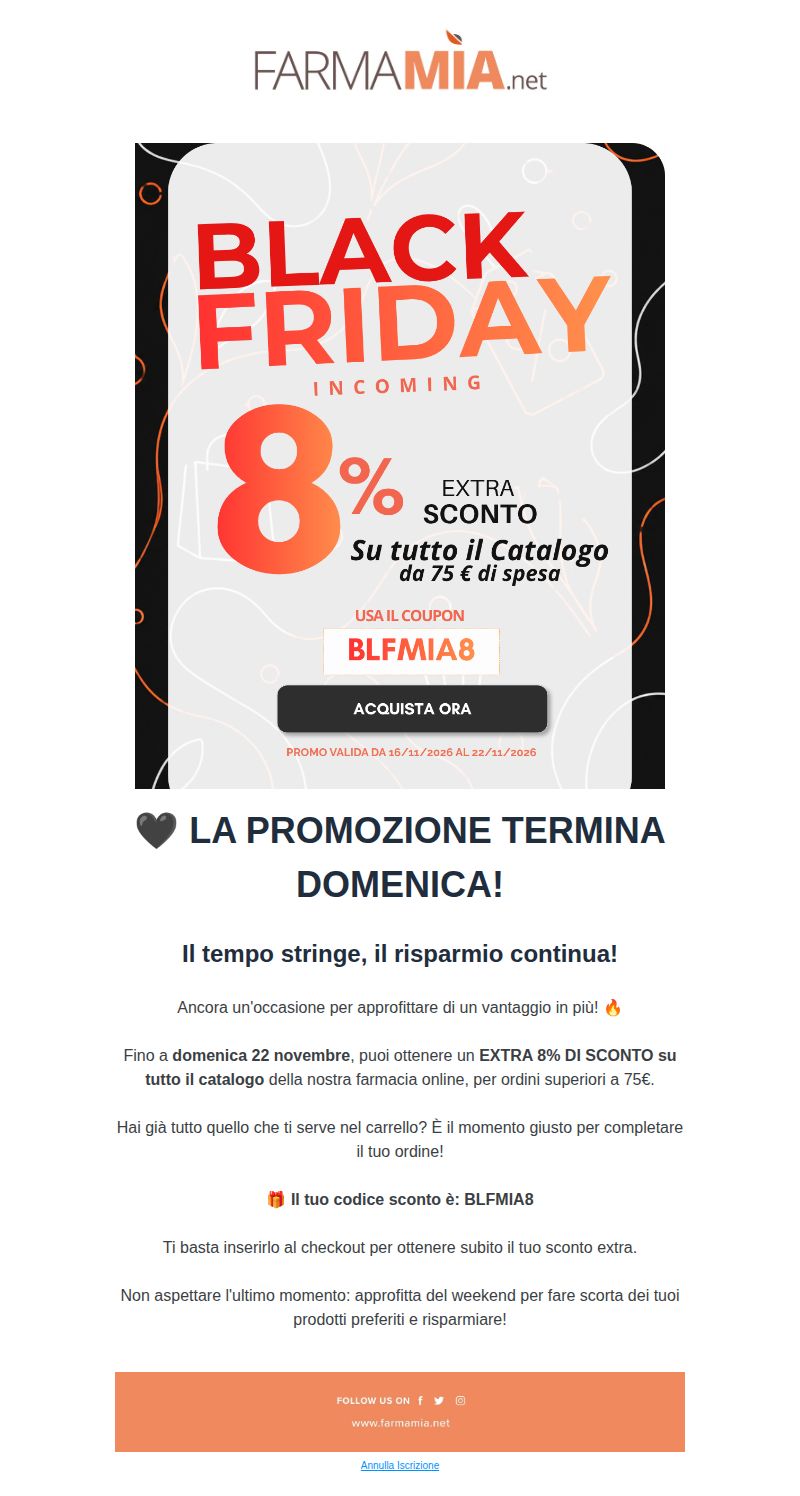 FARMAMIA.net
BLACK
FRIDAY
INCOMING
8%
EXTRA
SCONTO
Su tutto il Catalogo
da 75 € di spesa
USA IL COUPON
BLFMIA8
ACQUISTA ORA
PROMO VALIDA DA 16/11/2026 AL 22/11/2026
🖤 LA PROMOZIONE TERMINA
DOMENICA!
Il tempo stringe, il risparmio continua!
Ancora un'occasione per approfittare di un vantaggio in più! 🔥
Fino a domenica 22 novembre, puoi ottenere un EXTRA 8% DI SCONTO su
tutto il catalogo della nostra farmacia online, per ordini superiori a 75€.
Hai già tutto quello che ti serve nel carrello? È il momento giusto per completare
il tuo ordine!
🎁 Il tuo codice sconto è: BLFMIA8
Ti basta inserirlo al checkout per ottenere subito il tuo sconto extra.
Non aspettare l'ultimo momento: approfitta del weekend per fare scorta dei tuoi
prodotti preferiti e risparmiare!
FOLLOW US ON
www.farmamia.net
Annulla Iscrizione